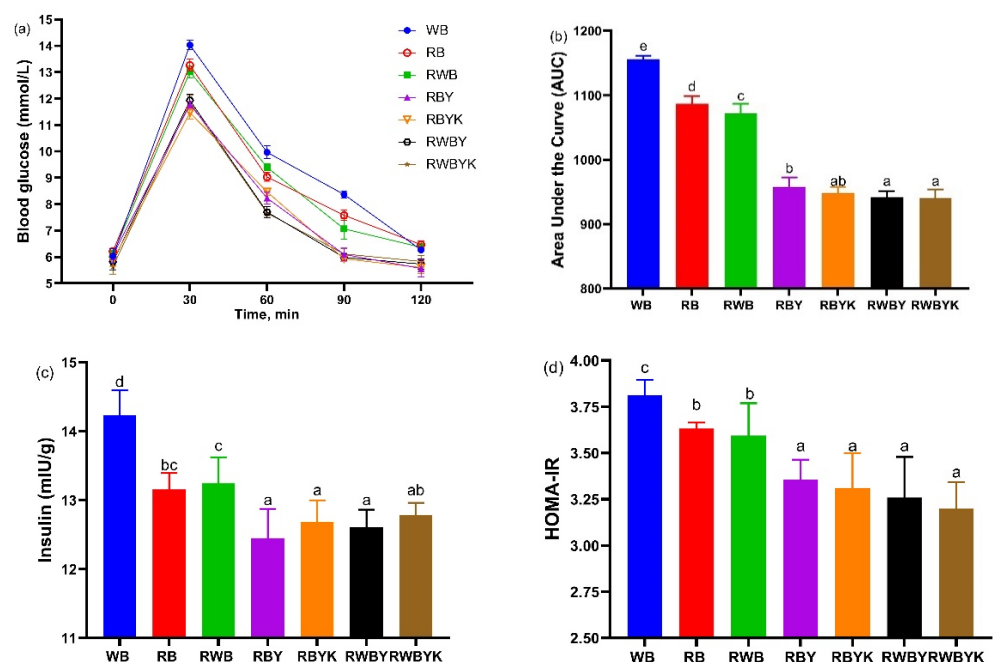 (a)
Blood glucose (mmol/L)
15
14
13
12
11
10
9
8
7
6
5
0 30 60 90 120
Time, min
WB
RB
RWB
RBY
RBYK
RWBY
RWBYK
(b)
Area Under the Curve (AUC)
1200
1100
1000
900
800
e d c b ab a a
WB RB RWB RBY RBYK RWBY RWBYK
(c)
Insulin (mIU/g)
15
14
13
12
11
d bc c a a a ab
WB RB RWB RBY RBYK RWBY RWBYK
(d)
HOMA-IR
4.00
3.75
3.50
3.25
3.00
2.75
2.50
c b b a a a a
WB RB RWB RBY RBYK RWBY RWBYK